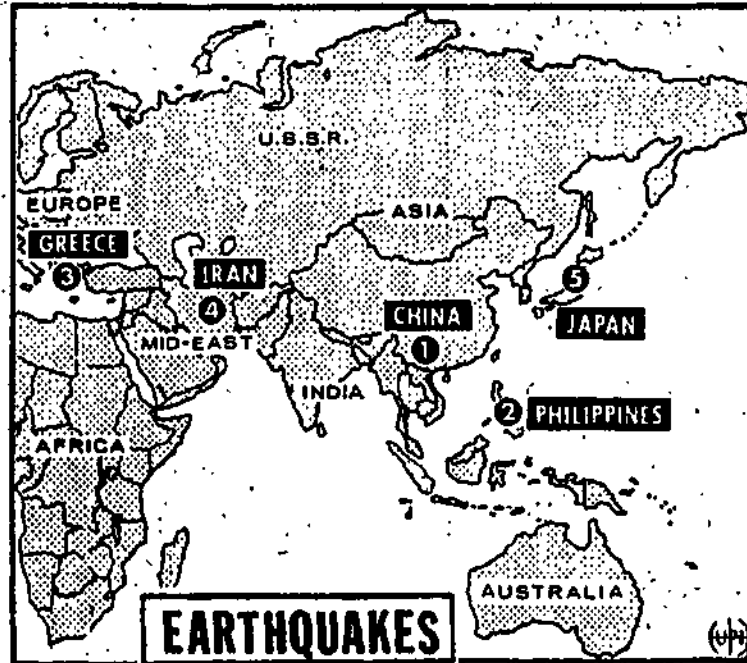 U.S.S.R.
EUROPE
ASIA
GREECE
IRAN
3
4
5
CHINA
JAPAN
MID-EAST
1
INDIA
2 PHILIPPINES
AFRICA
AUSTRALIA
EARTHQUAKES
UPI